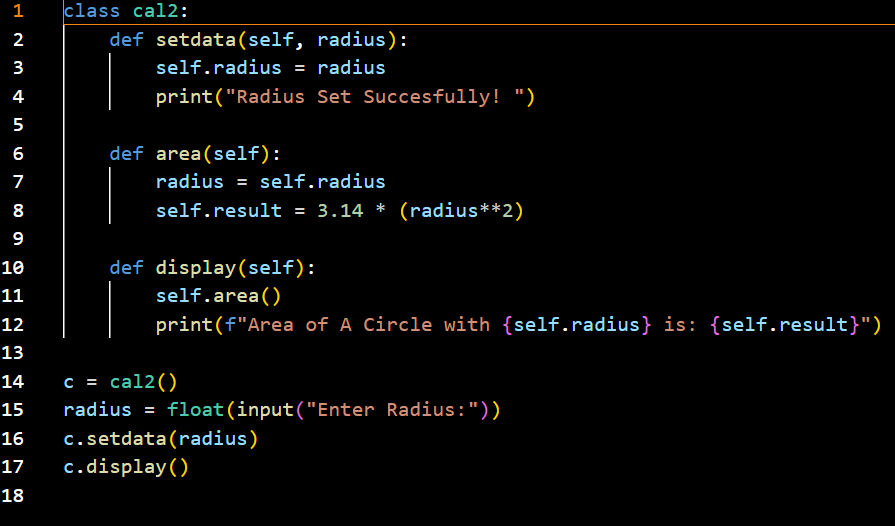 1 class cal2:
2     def setdata(self, radius):
3         self.radius = radius
4         print("Radius Set Succesfully! ")
5
6     def area(self):
7         radius = self.radius
8         self.result = 3.14 * (radius**2)
9
10     def display(self):
11         self.area()
12         print(f"Area of A Circle with {self.radius} is: {self.result}")
13
14 c = cal2()
15 radius = float(input("Enter Radius:"))
16 c.setdata(radius)
17 c.display()
18